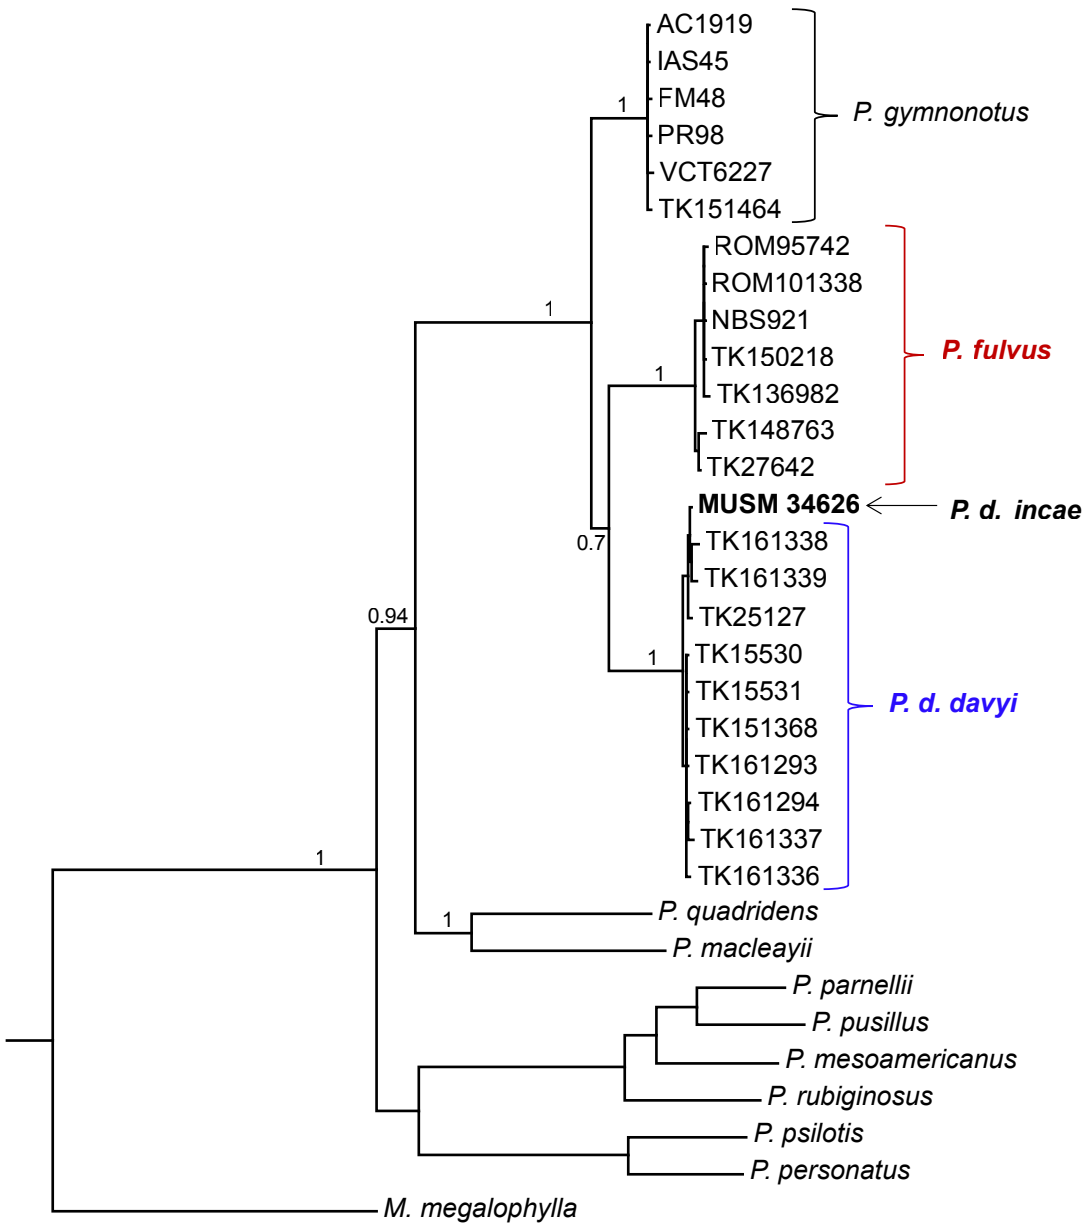 AC1919
IAS45
FM48
1
P. gymnonotus
PR98
VCT6227
TK151464
ROM95742
ROM101338
1
NBS921
P. fulvus
TK150218
1
TK136982
TK148763
TK27642
MUSM 34626
P. d. incae
0.7
TK161338
TK161339
0.94
TK25127
1
TK15530
TK15531
P. d. davyi
TK151368
TK161293
TK161294
TK161337
1
TK161336
1
P. quadridens
P. macleayii
P. parnellii
P. pusillus
P. mesoamericanus
P. rubiginosus
P. psilotis
P. personatus
M. megalophylla